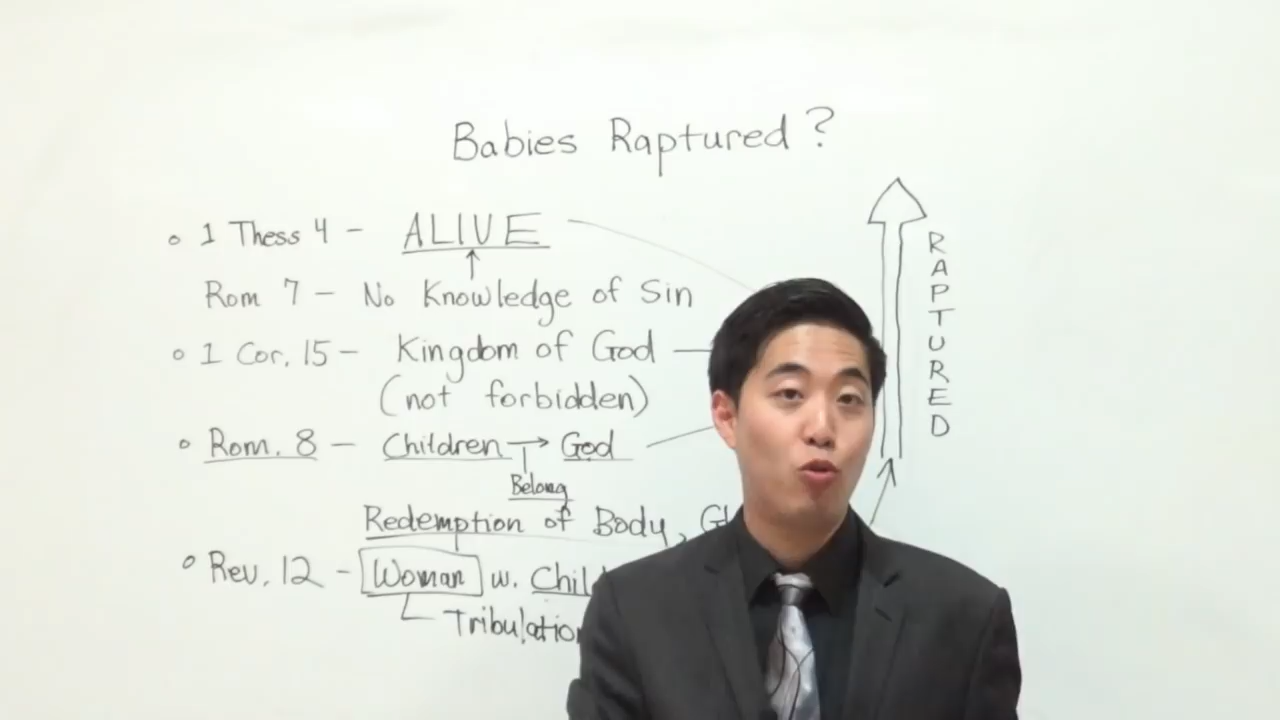 Babies Raptured?
• 1 Thess 4 - ALIVE
Rom 7 - No Knowledge of Sin
• 1 Cor. 15 - Kingdom of God
(not forbidden)
• Rom. 8 - Children → God
Belong
Redemption of Body,
• Rev. 12 - Woman w.
RAPTURED